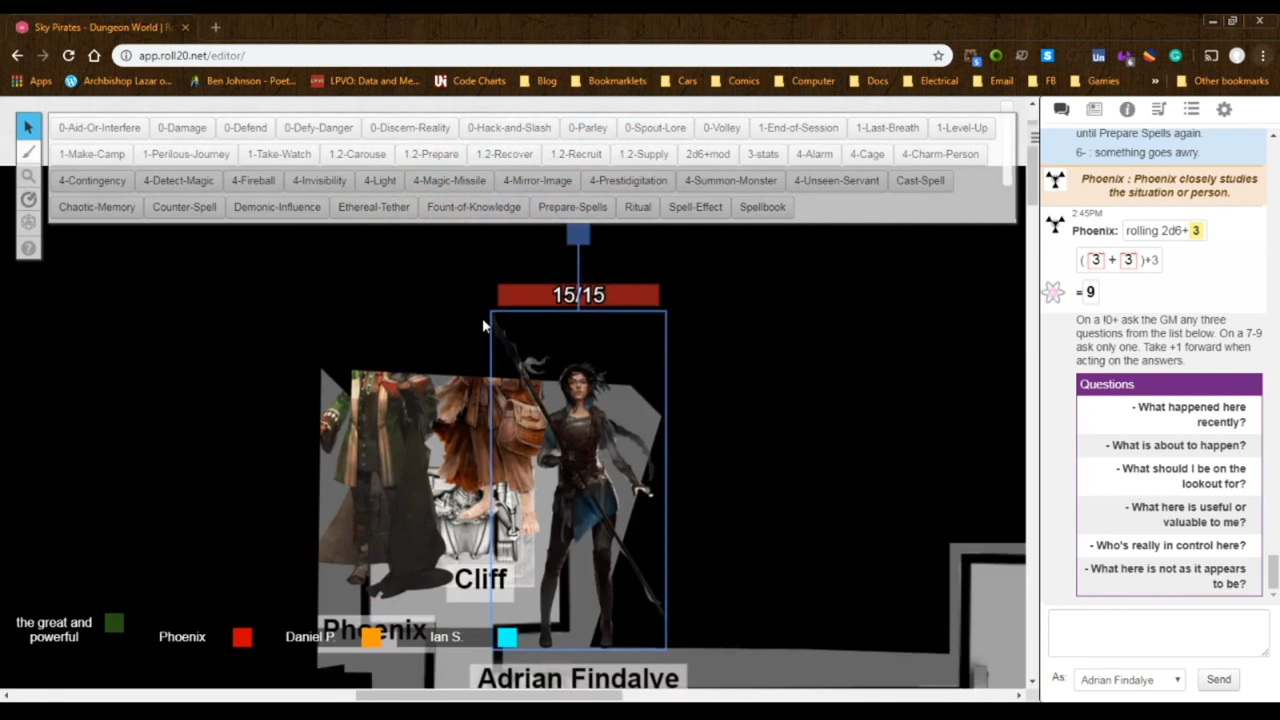 Sky Pirates - Dungeon World | R
app.roll20.net/editor/
Apps
Archbishop Lazar o...
Ben Johnson - Poet...
LPVO: Data and Me...
Code Charts
Blog
Bookmarklets
Cars
Comics
Computer
Docs
Electrical
Email
FB
Gamies
»
Other bookmarks
0-Aid-Or-Interfere 0-Damage 0-Defend 0-Defy-Danger 0-Discern-Reality 0-Hack-and-Slash 0-Parley 0-Spout-Lore 0-Volley 1-End-of-Session 1-Last-Breath 1-Level-Up
1-Make-Camp 1-Perilous-Journey 1-Take-Watch 1.2-Carouse 1.2-Prepare 1.2-Recover 1.2-Recruit 1.2-Supply 2d6+mod 3-stats 4-Alarm 4-Cage 4-Charm-Person
4-Contingency 4-Detect-Magic 4-Fireball 4-Invisibility 4-Light 4-Magic-Missile 4-Mirror-Image 4-Prestidigitation 4-Summon-Monster 4-Unseen-Servant Cast-Spell
Chaotic-Memory Counter-Spell Demonic-Influence Ethereal-Tether Fount-of-Knowledge Prepare-Spells Ritual Spell-Effect Spellbook
15/15
Cliff
Phoenix
Adrian Findalve
the great and
powerful
Phoenix
Daniel P
Ian S.
until Prepare Spells again.
6- : something goes awry.
Phoenix : Phoenix closely studies
the situation or person.
2:45PM
Phoenix: rolling 2d6+ 3
( 3 + 3 )+3
= 9
On a !0+ ask the GM any three
questions from the list below. On a 7-9
ask only one. Take +1 forward when
acting on the answers.
Questions
- What happened here
recently?
- What is about to happen?
- What should I be on the
lookout for?
- What here is useful or
valuable to me?
- Who's really in control here?
- What here is not as it appears
to be?
As: Adrian Findalye
Send